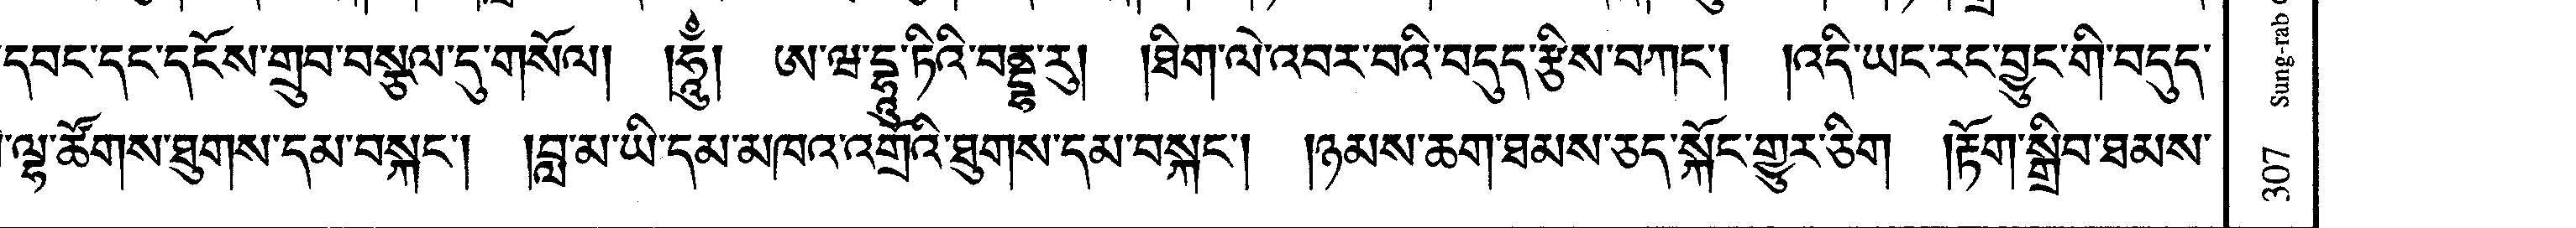 དབང་དང་དངོས་གྲུབ་བསྩལ་དུ་གསོལ། །ཧཱུྃ། ཨ་ཝ་དྷཱུ་ཏིའི་བནྡྷ་རུ། །ཐིག་ལེ་འབར་བའི་བདུད་རྩིས་བཀང་། །འདི་ཡང་རང་བྱུང་གི་བདུད་
ལྷ་ཚོགས་ཐུགས་དམ་བསྐང་། །བླ་མ་ཡི་དམ་མཁའ་འགྲོའི་ཐུགས་དམ་བསྐང་། །ཉམས་ཆག་ཐམས་ཅད་སྐོང་གྱུར་ཅིག །རྟོག་སྒྲིབ་ཐམས་
Sung-rab
307